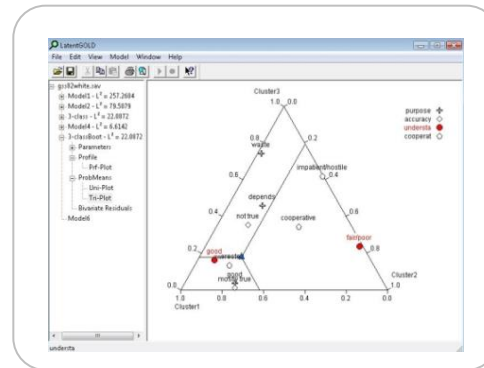 LatentGOLD
File Edit View Model Window Help
gss82white.sav
Model1 - L² = 257.2684
Model2 - L² = 79.5079
3-class - L² = 22.0872
Model4 - L² = 6.6142
3-classBoot - L² = 22.0872
Parameters
Profile
Prf-Plot
ProbMeans
Uni-Plot
Tri-Plot
Bivariate Residuals
Model6
Cluster3
1.0 0.0
purpose
accuracy
understa
cooperat
0.8 0.2
waste
impatient/hostile
0.6 0.4
depends
0.4 0.6
not true
cooperative
fair/poor
0.2 0.8
good
good
mostly true
Cluster2
0.0 1.0
1.0 0.8 0.6 0.4 0.2 0.0
Cluster1
understa